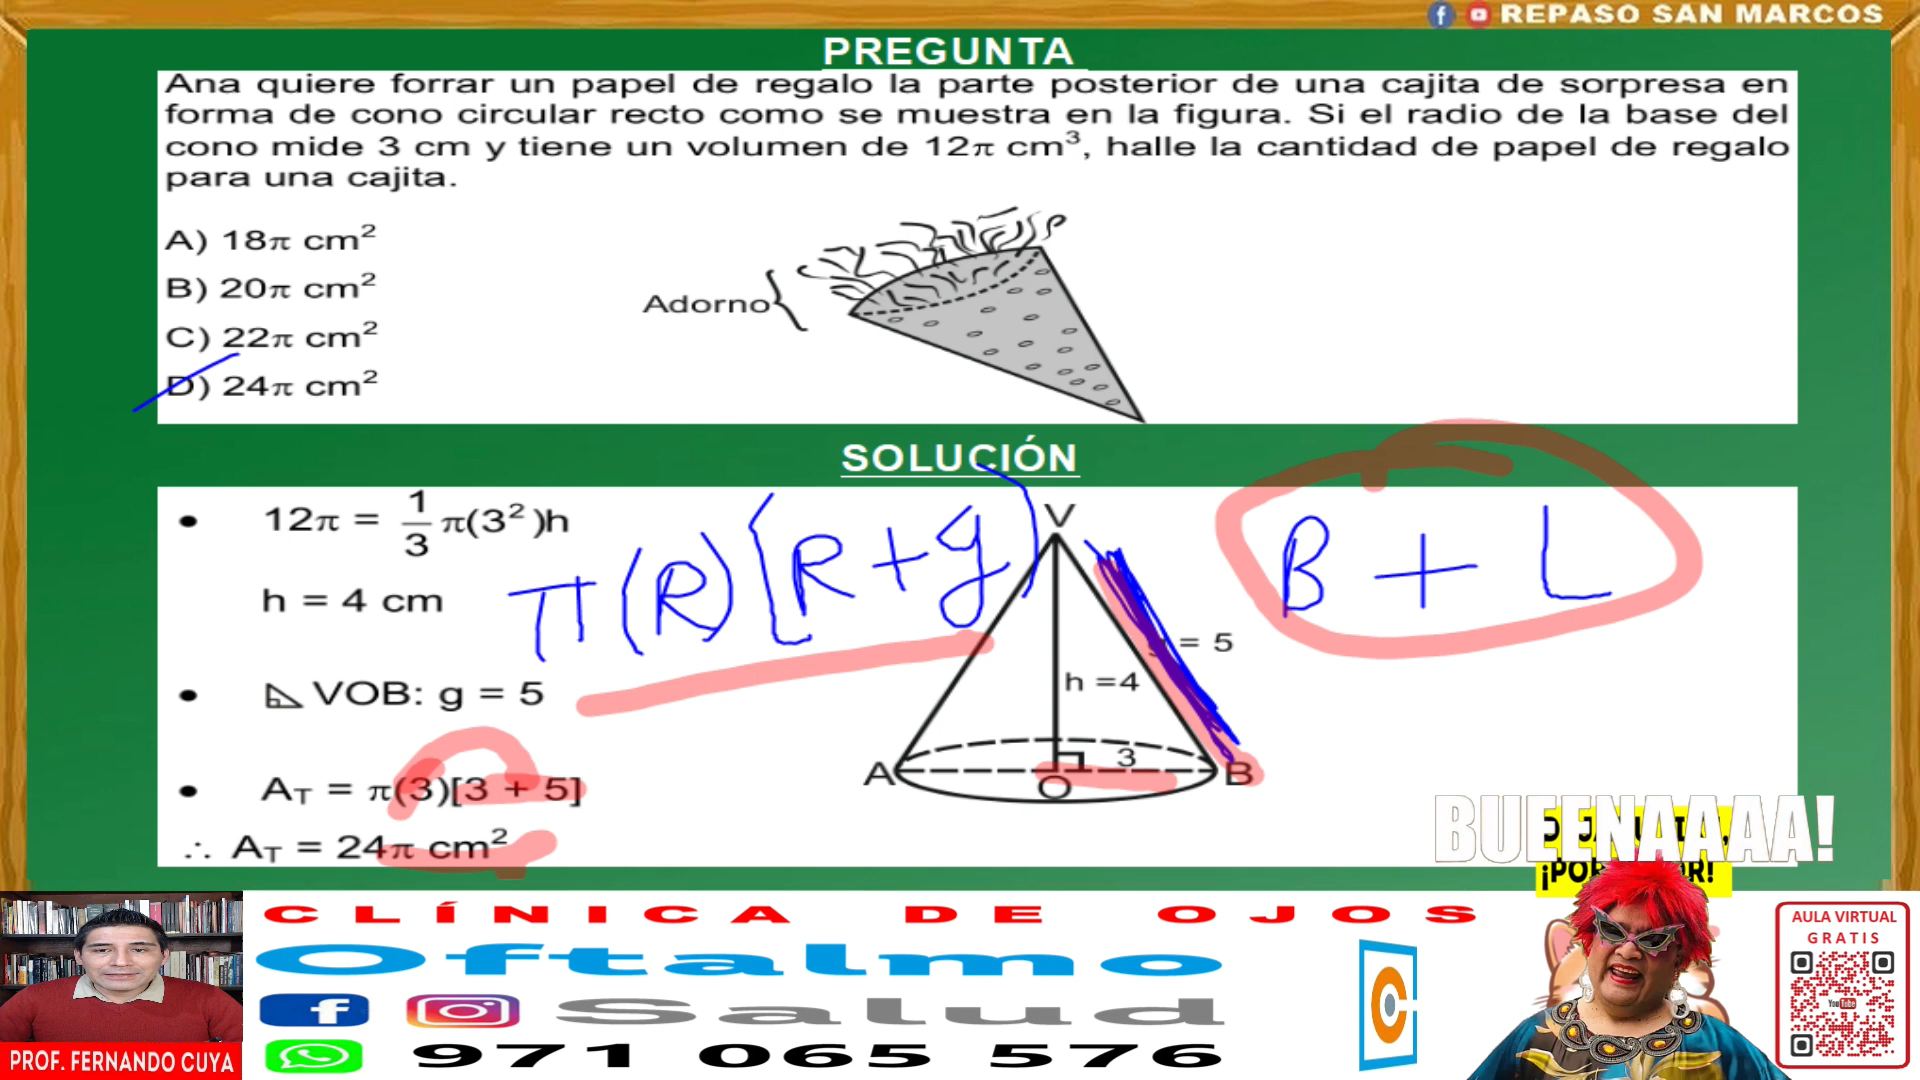 REPASO SAN MARCOS
PREGUNTA
Ana quiere forrar un papel de regalo la parte posterior de una cajita de sorpresa en
forma de cono circular recto como se muestra en la figura. Si el radio de la base del
cono mide 3 cm y tiene un volumen de 12π cm³, halle la cantidad de papel de regalo
para una cajita.
A) 18π cm²
B) 20π cm²
C) 22π cm²
D) 24π cm²
Adorno
SOLUCIÓN
• 12π = 1/3 π(3²)h
h = 4 cm
π(R)[R+g]
B + L
• ⊿ VOB: g = 5
• A_T = π(3)[3 + 5]
∴ A_T = 24π cm²
V
= 5
h =4
3
A
O
B
BUEENAAAA!
CLÍNICA DE OJOS
Oftalmo
Salud
971 065 576
PROF. FERNANDO CUYA
AULA VIRTUAL
GRATIS
YouTube